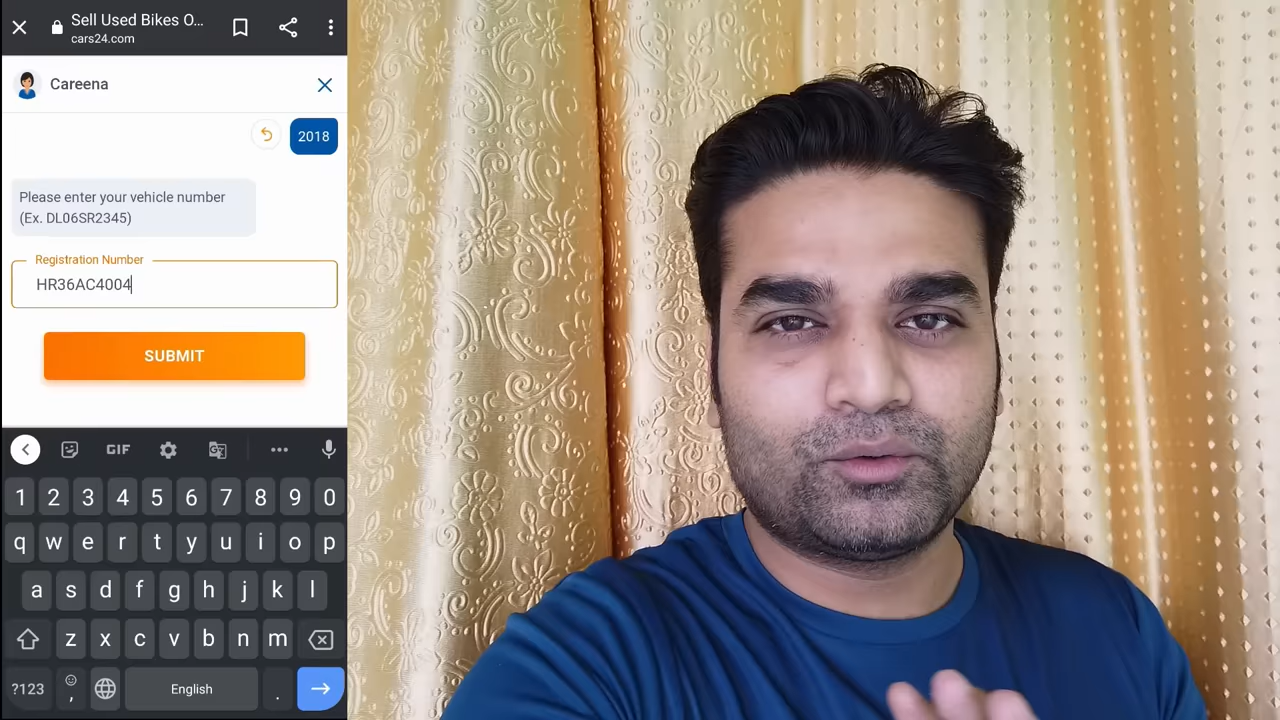 Sell Used Bikes O...
cars24.com
Careena
2018
Please enter your vehicle number
(Ex. DL06SR2345)
Registration Number
HR36AC4004
SUBMIT
GIF
1 2 3 4 5 6 7 8 9 0
q w e r t y u i o p
a s d f g h j k l
z x c v b n m
?123 , English .